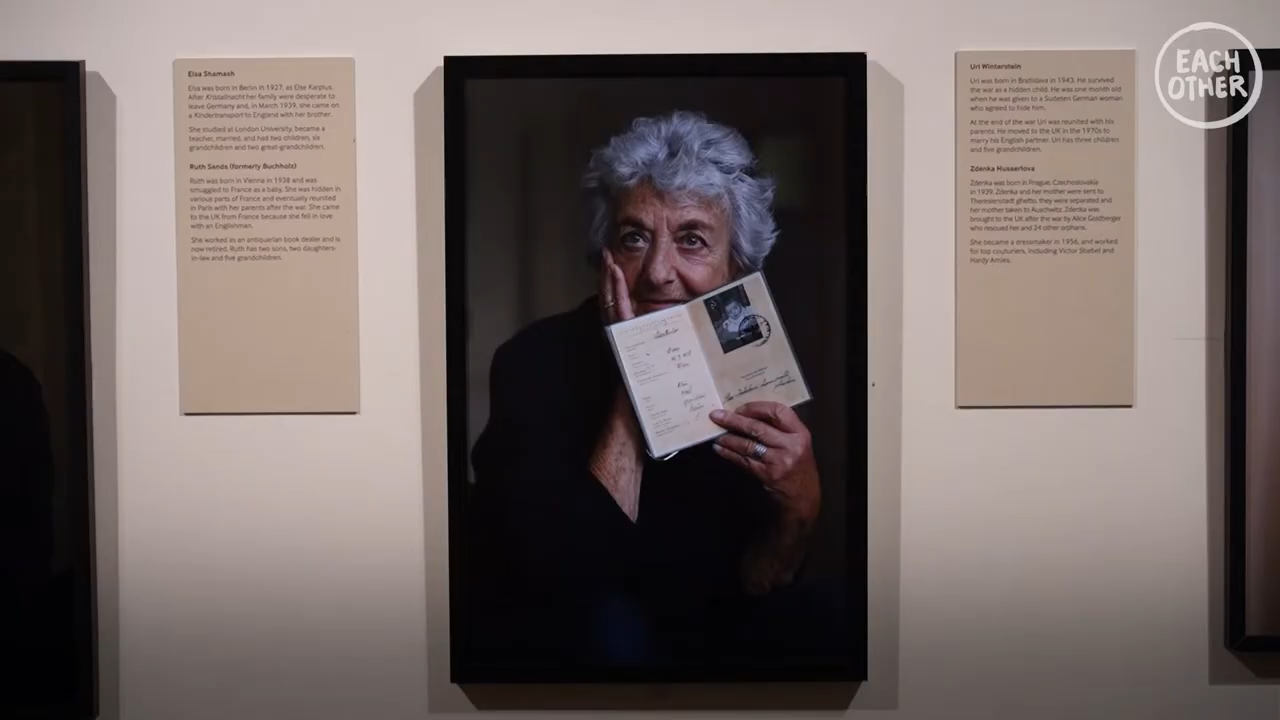 Elsa Shamash
Elsa was born in Berlin in 1927, as Else Karplus.
After Kristallnacht her family were desperate to
leave Germany and, in March 1939, she came on
a Kindertransport to England with her brother.
She studied at London University, became a
teacher, married, and had two children, six
grandchildren and two great-grandchildren.
Ruth Sands (formerly Buchholz)
Ruth was born in Vienna in 1938 and was
smuggled to France as a baby. She was hidden in
various parts of France and eventually reunited
in Paris with her parents after the war. She came
to the UK from France because she fell in love
with an Englishman.
She worked as an antiquarian book dealer and is
now retired. Ruth has two sons, two daughters-
in-law and five grandchildren.
Uri Winterstein
Uri was born in Bratislava in 1943. He survived
the war as a hidden child. He was one month old
when he was given to a Sudeten German woman
who agreed to hide him.
At the end of the war Uri was reunited with his
parents. He moved to the UK in the 1970s to
marry his English partner. Uri has three children
and five grandchildren.
Zdenka Husserlova
Zdenka was born in Prague, Czechoslovakia
in 1939. Zdenka and her mother were sent to
Theresienstadt ghetto, they were separated and
her mother taken to Auschwitz. Zdenka was
brought to the UK after the war by Alice Goldberger
who rescued her and 24 other orphans.
She became a dressmaker in 1956, and worked
for top couturiers, including Victor Stiebel and
Hardy Amies.
EACH
OTHER